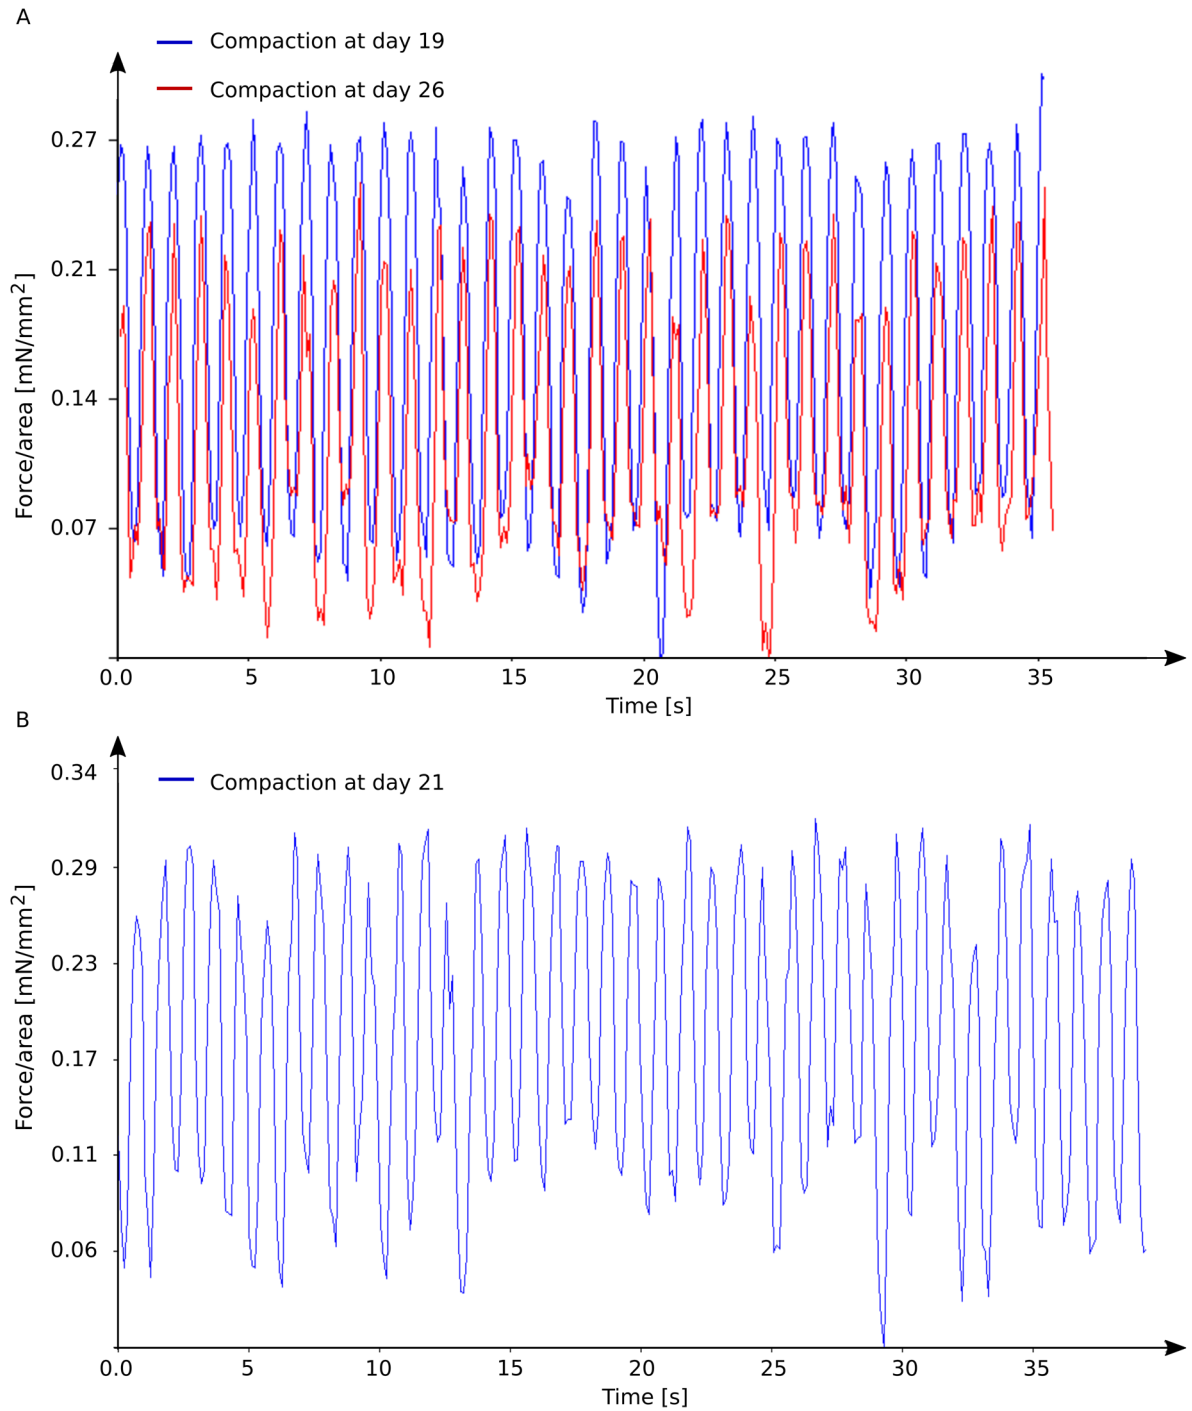 A
Compaction at day 19
Compaction at day 26
0.27
0.21
0.14
0.07
Force/area [mN/mm²]
0.0 5 10 15 20 25 30 35
Time [s]
B
Compaction at day 21
0.34
0.29
0.23
0.17
0.11
0.06
Force/area [mN/mm²]
0.0 5 10 15 20 25 30 35
Time [s]